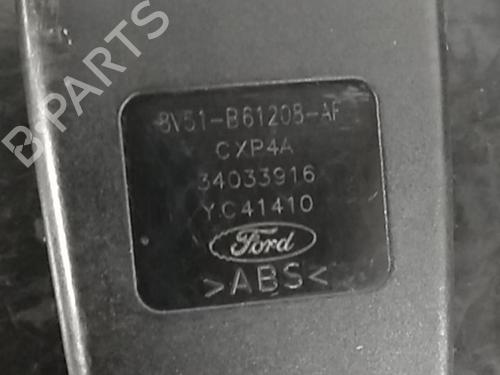 8V51-B61208-AF
CXP4A
34033916
YC41410
Ford
>ABS<
B-PARTS